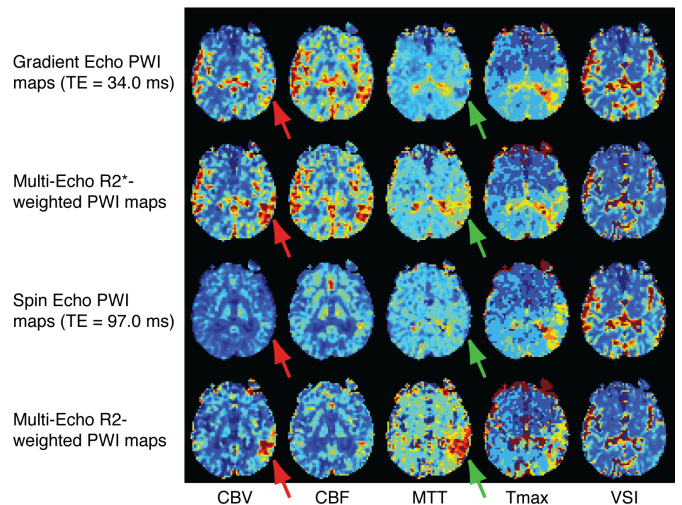 Gradient Echo PWI
maps (TE = 34.0 ms)
Multi-Echo R2*-
weighted PWI maps
Spin Echo PWI
maps (TE = 97.0 ms)
Multi-Echo R2-
weighted PWI maps
CBV CBF MTT Tmax VSI